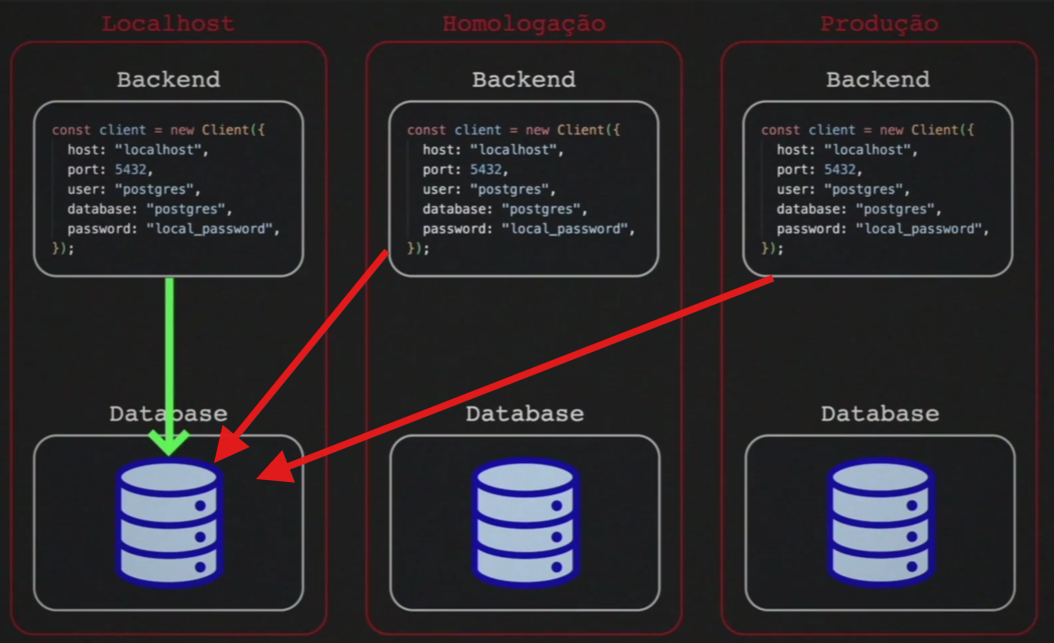 Localhost
Backend
const client = new Client({
  host: "localhost",
  port: 5432,
  user: "postgres",
  database: "postgres",
  password: "local_password",
});
Database
Homologação
Backend
const client = new Client({
  host: "localhost",
  port: 5432,
  user: "postgres",
  database: "postgres",
  password: "local_password",
});
Database
Produção
Backend
const client = new Client({
  host: "localhost",
  port: 5432,
  user: "postgres",
  database: "postgres",
  password: "local_password",
});
Database